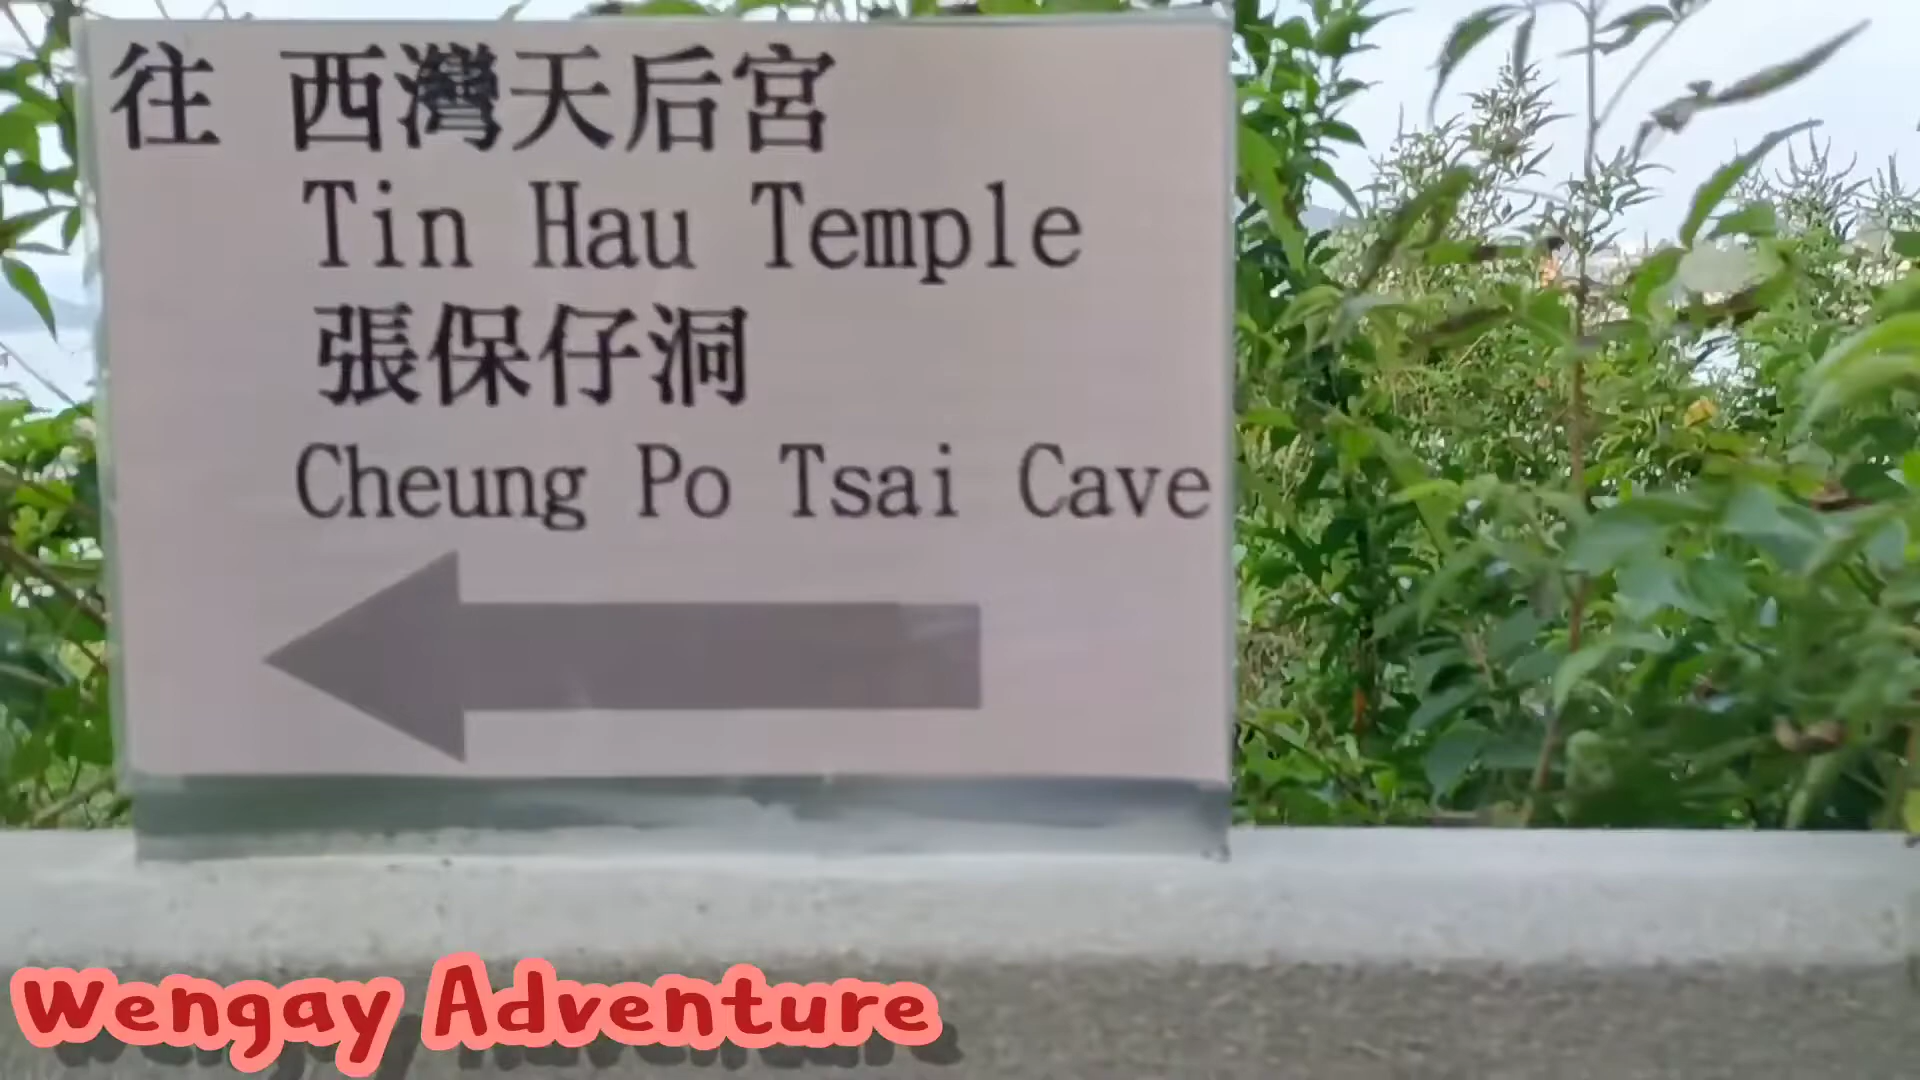 往 西灣天后宮
Tin Hau Temple
張保仔洞
Cheung Po Tsai Cave
Wengay Adventure